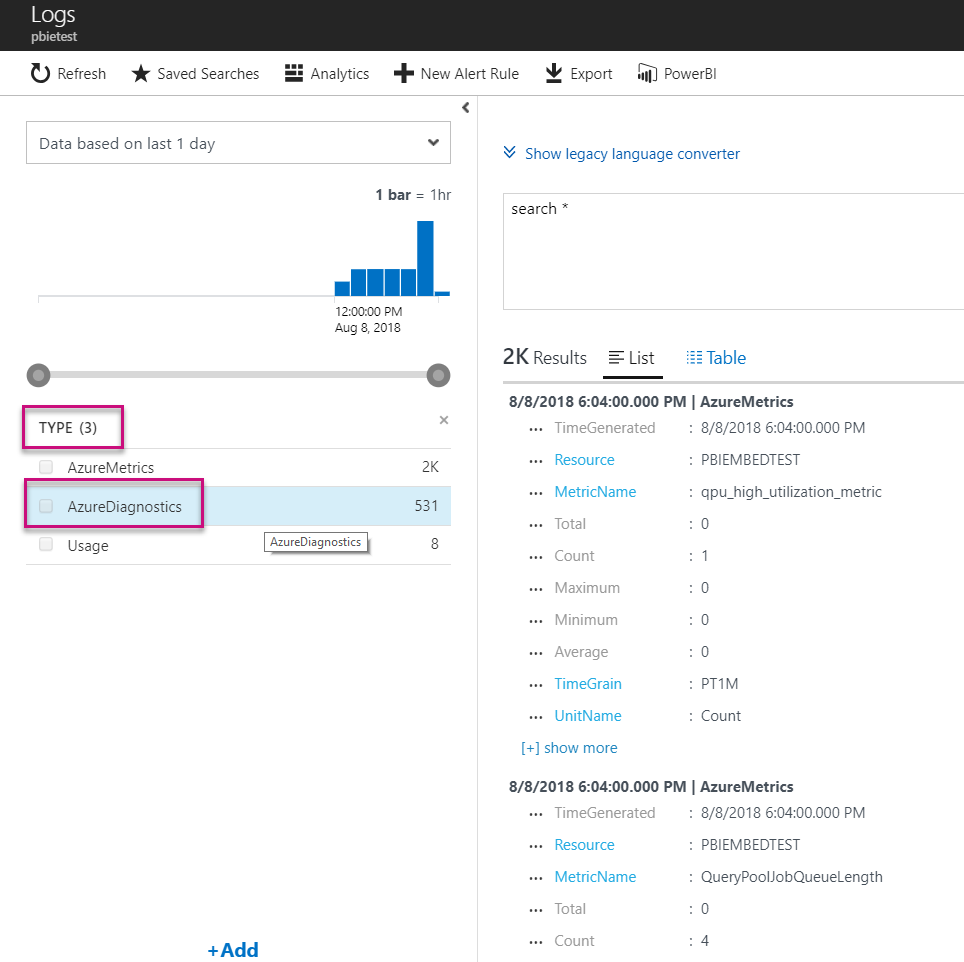 Logs
pbietest
Refresh
Saved Searches
Analytics
New Alert Rule
Export
PowerBI
Data based on last 1 day
1 bar = 1hr
12:00:00 PM
Aug 8, 2018
TYPE (3)
AzureMetrics 2K
AzureDiagnostics 531
AzureDiagnostics
Usage 8
+Add
Show legacy language converter
search *
2K Results
List
Table
8/8/2018 6:04:00.000 PM | AzureMetrics
... TimeGenerated : 8/8/2018 6:04:00.000 PM
... Resource : PBIEMBEDTEST
... MetricName : qpu_high_utilization_metric
... Total : 0
... Count : 1
... Maximum : 0
... Minimum : 0
... Average : 0
... TimeGrain : PT1M
... UnitName : Count
[+] show more
8/8/2018 6:04:00.000 PM | AzureMetrics
... TimeGenerated : 8/8/2018 6:04:00.000 PM
... Resource : PBIEMBEDTEST
... MetricName : QueryPoolJobQueueLength
... Total : 0
... Count : 4